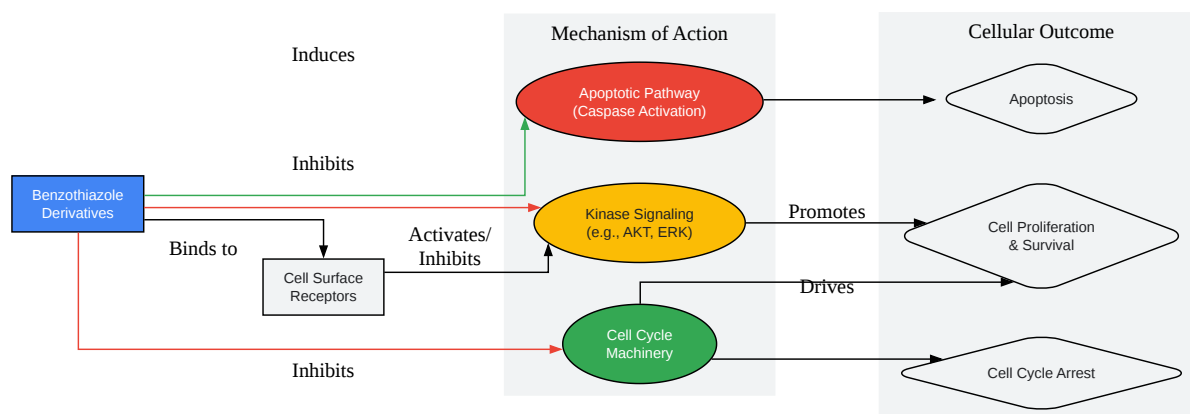 Mechanism of Action
Cellular Outcome
Induces
Apoptotic Pathway
(Caspase Activation)
Apoptosis
Inhibits
Benzothiazole
Derivatives
Kinase Signaling
(e.g., AKT, ERK)
Promotes
Cell Proliferation
& Survival
Binds to
Activates/
Inhibits
Cell Surface
Receptors
Drives
Cell Cycle
Machinery
Inhibits
Cell Cycle Arrest